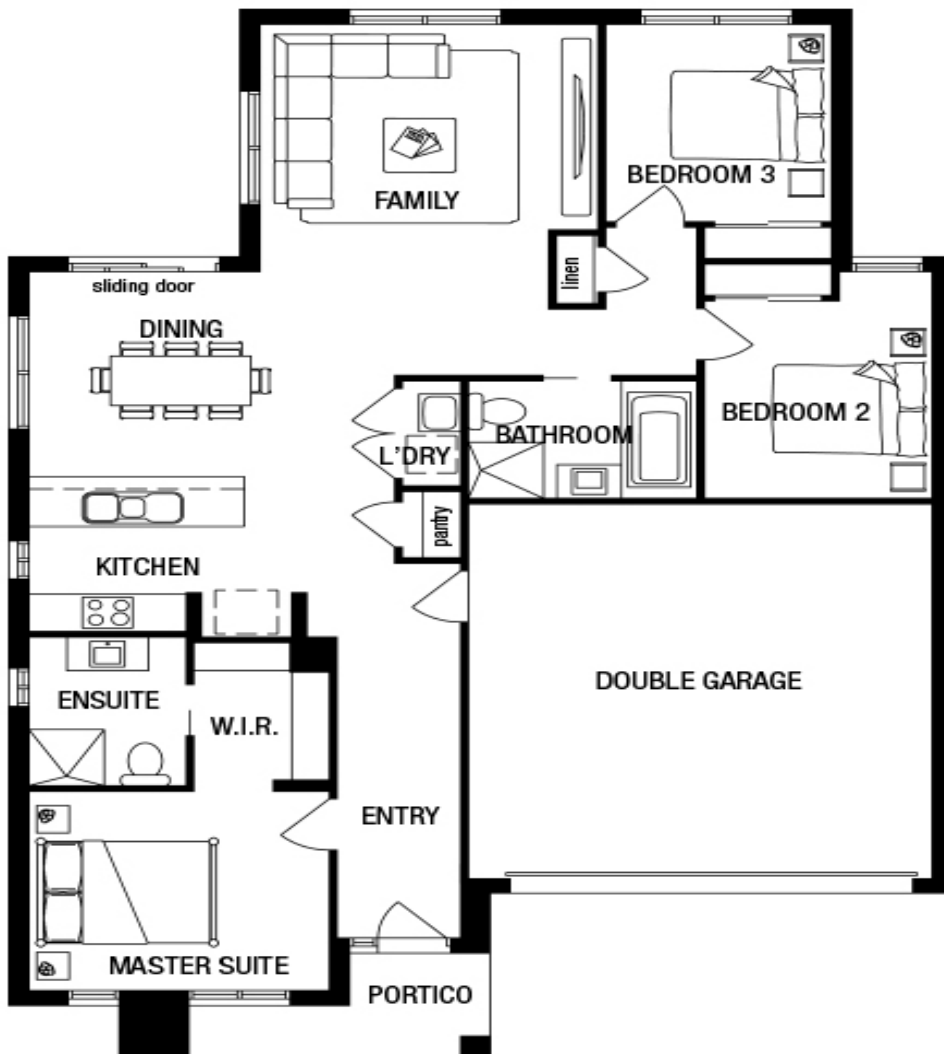 BEDROOM 3
FAMILY
linen
sliding door
DINING
BEDROOM 2
BATHROOM
L'DRY
pantry
KITCHEN
DOUBLE GARAGE
ENSUITE
W.I.R.
ENTRY
MASTER SUITE
PORTICO